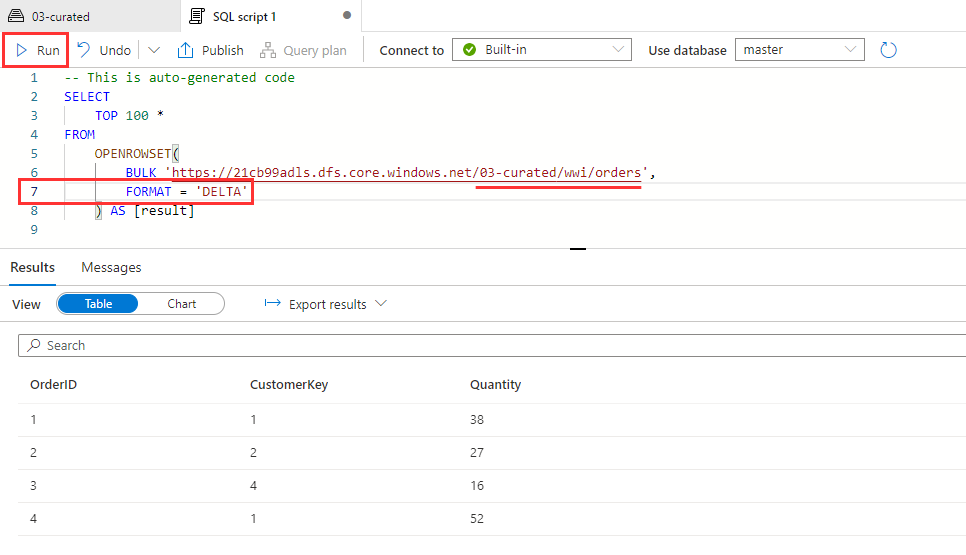 03-curated SQL script 1
Run Undo Publish Query plan Connect to Built-in Use database master
1 -- This is auto-generated code
2 SELECT
3 TOP 100 *
4 FROM
5 OPENROWSET(
6 BULK 'https://21cb99adls.dfs.core.windows.net/03-curated/wwi/orders',
7 FORMAT = 'DELTA'
8 ) AS [result]
9
Results Messages
View Table Chart Export results
Search
OrderID CustomerKey Quantity
1 1 38
2 2 27
3 4 16
4 1 52